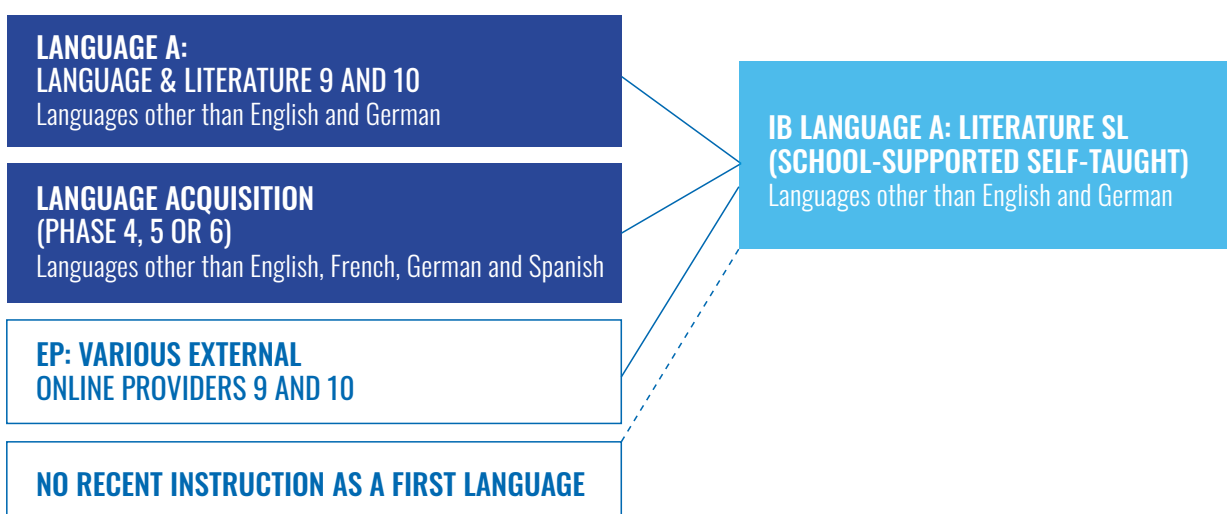 LANGUAGE A:
LANGUAGE & LITERATURE 9 AND 10
Languages other than English and German
LANGUAGE ACQUISITION
(PHASE 4, 5 OR 6)
Languages other than English, French, German and Spanish
EP: VARIOUS EXTERNAL
ONLINE PROVIDERS 9 AND 10
NO RECENT INSTRUCTION AS A FIRST LANGUAGE
IB LANGUAGE A: LITERATURE SL
(SCHOOL-SUPPORTED SELF-TAUGHT)
Languages other than English and German